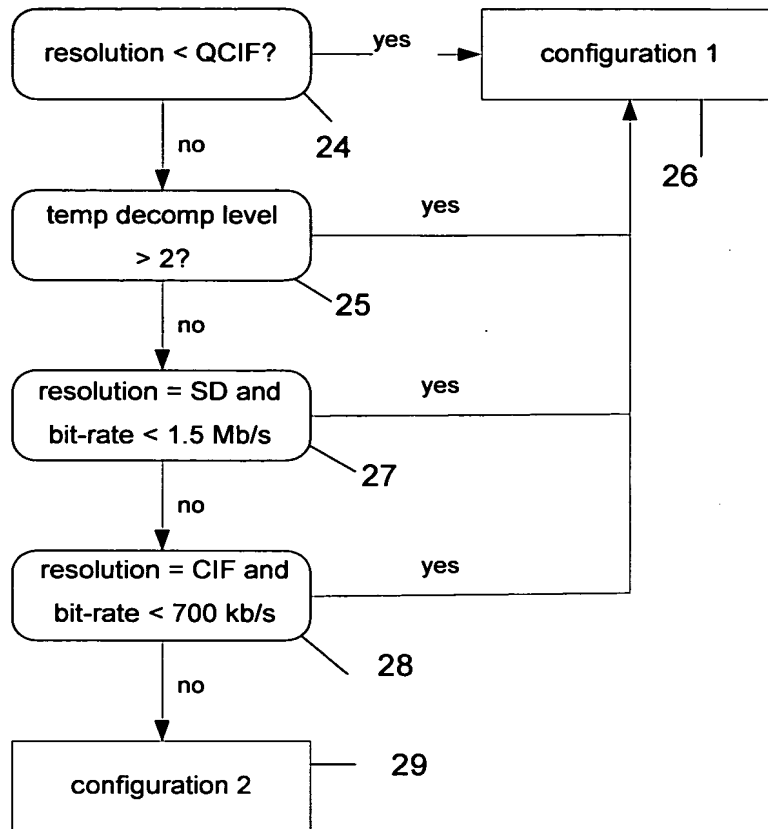 resolution < QCIF?
yes
configuration 1
24
no
26
temp decomp level
> 2?
yes
25
no
resolution = SD and
bit-rate < 1.5 Mb/s
yes
27
no
resolution = CIF and
bit-rate < 700 kb/s
yes
28
no
configuration 2
29